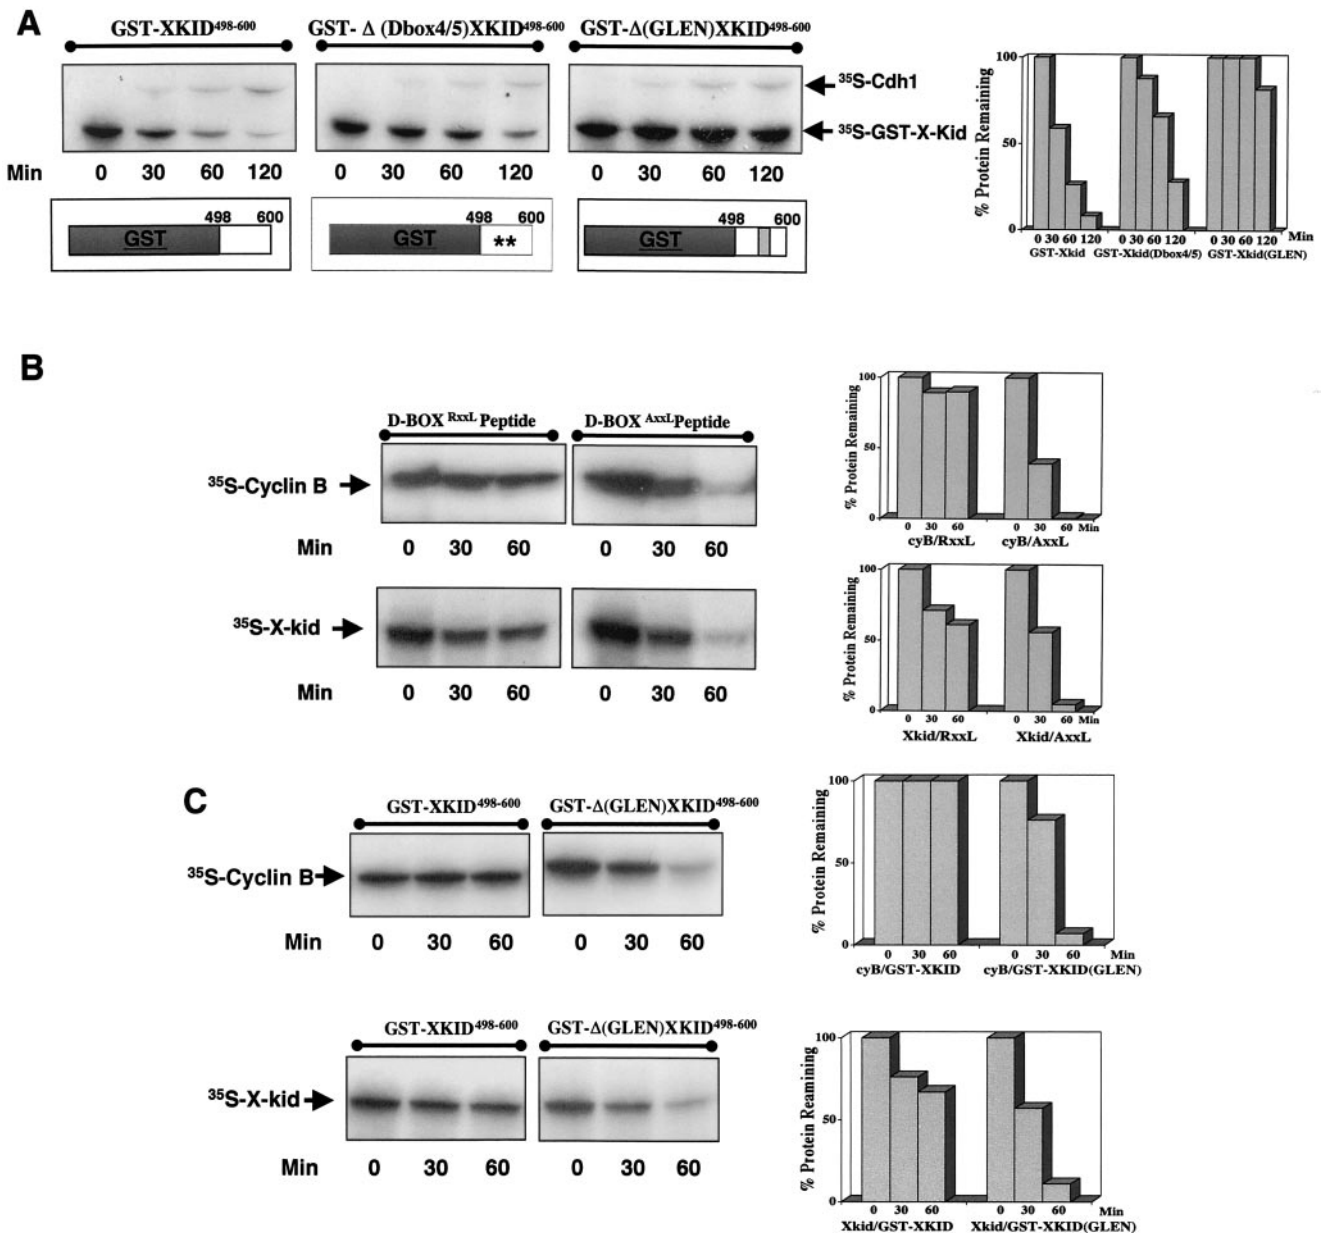 A
GST-XKID498-600
GST- Δ (Dbox4/5)XKID498-600
GST-Δ(GLEN)XKID498-600
35S-Cdh1
35S-GST-X-Kid
Min 0 30 60 120 0 30 60 120 0 30 60 120
498 600
GST
498 600
GST **
498 600
GST
% Protein Remaining
100
50
0
0 30 60 120 0 30 60 120 0 30 60 120 Min
GST-Xkid GST-Xkid(Dbox4/5) GST-Xkid(GLEN)
B
D-BOX RxxL Peptide
D-BOX AxxL Peptide
35S-Cyclin B
Min 0 30 60 0 30 60
% Protein Remaining
100
50
0
0 30 60 0 30 60 Min
cyB/RxxL cyB/AxxL
35S-X-kid
Min 0 30 60 0 30 60
% Protein Remaining
100
50
0
0 30 60 0 30 60 Min
Xkid/RxxL Xkid/AxxL
C
GST-XKID498-600
GST-Δ(GLEN)XKID498-600
35S-Cyclin B
Min 0 30 60 0 30 60
% Protein Remaining
100
50
0
0 30 60 0 30 60 Min
cyB/GST-XKID cyB/GST-XKID(GLEN)
GST-XKID498-600
GST-Δ(GLEN)XKID498-600
35S-X-kid
Min 0 30 60 0 30 60
% Protein Reamining
100
50
0
0 30 60 0 30 60 Min
Xkid/GST-XKID Xkid/GST-XKID(GLEN)